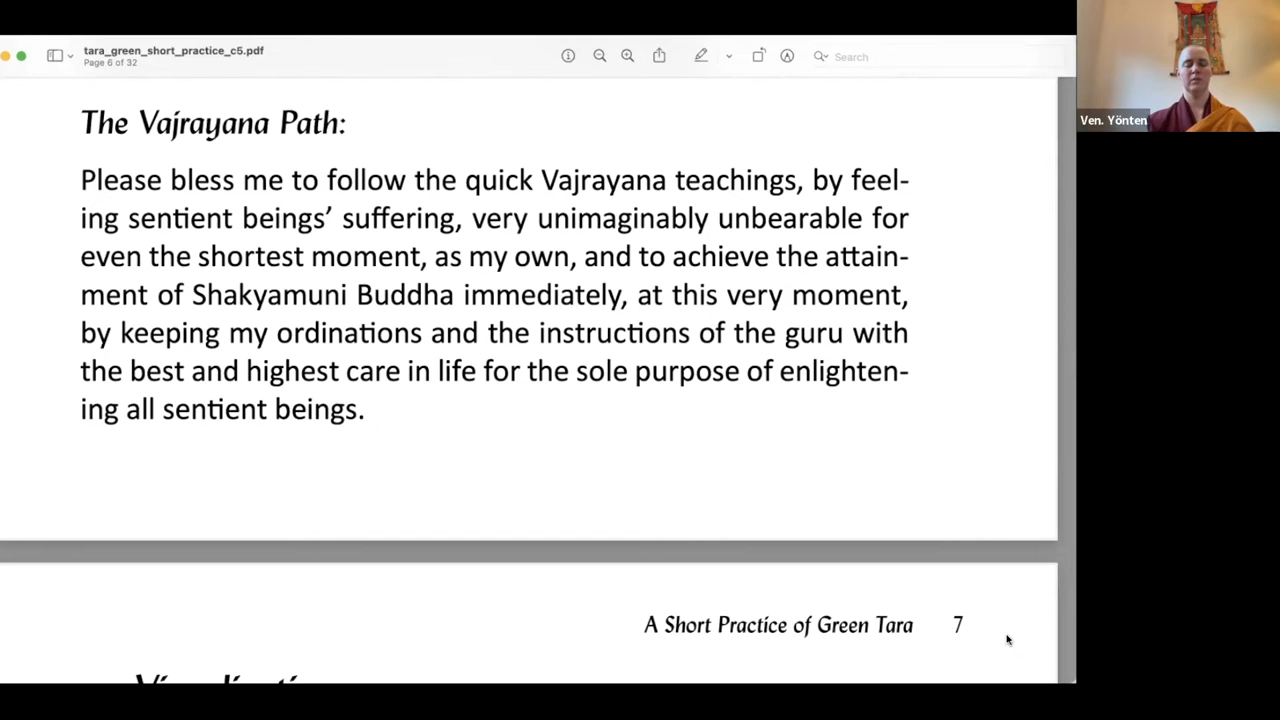 tara_green_short_practice_c5.pdf
Page 6 of 32
Search
Ven. Yönten
The Vajrayana Path:
Please bless me to follow the quick Vajrayana teachings, by feel-
ing sentient beings' suffering, very unimaginably unbearable for
even the shortest moment, as my own, and to achieve the attain-
ment of Shakyamuni Buddha immediately, at this very moment,
by keeping my ordinations and the instructions of the guru with
the best and highest care in life for the sole purpose of enlighten-
ing all sentient beings.
A Short Practice of Green Tara 7